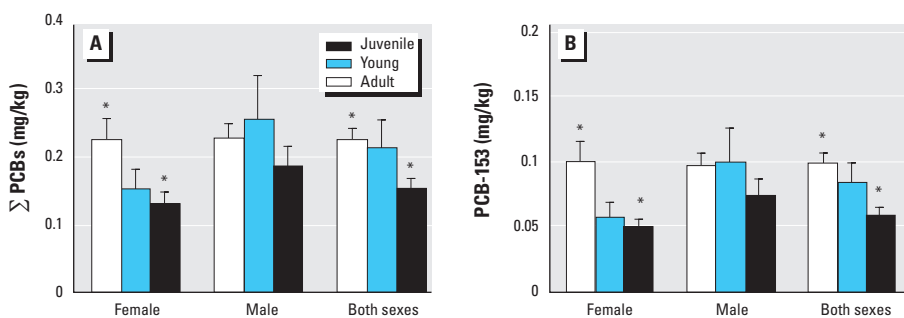 A
Juvenile
Young
Adult
∑ PCBs (mg/kg)
0.4
0.3
0.2
0.1
0
*
*
*
*
Female
Male
Both sexes
B
PCB-153 (mg/kg)
0.2
0.15
0.1
0.05
0
*
*
*
*
Female
Male
Both sexes